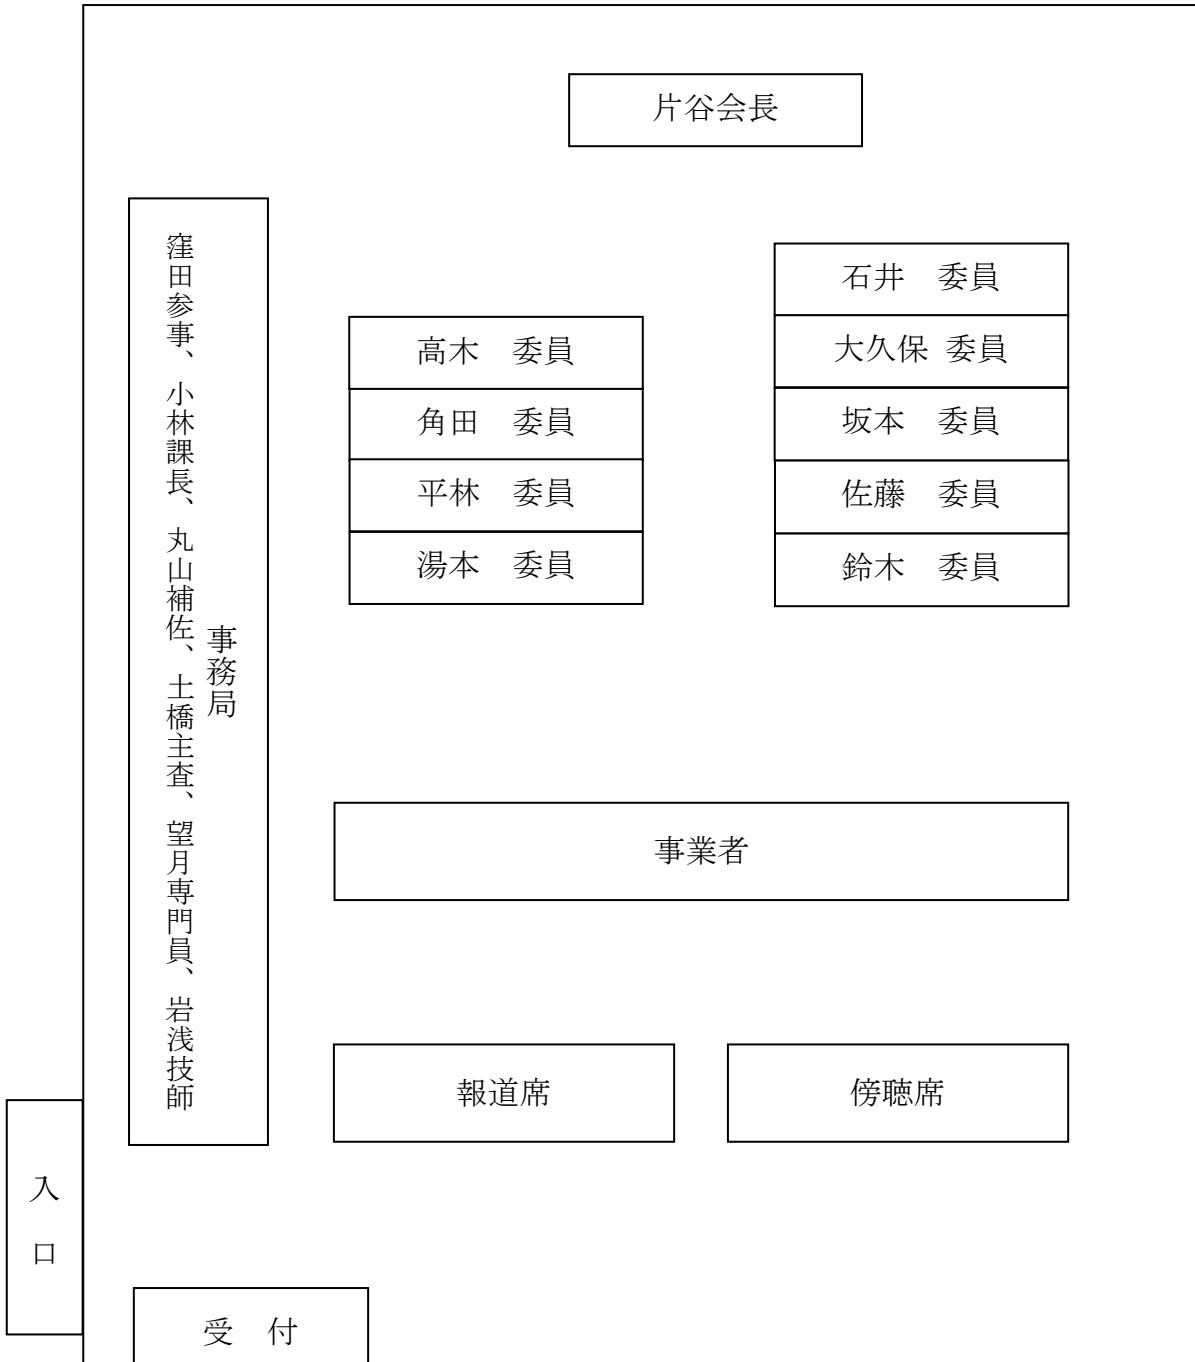 片谷会長
事務局
窪田参事、小林課長、丸山補佐、土橋主査、望月専門員、岩浅技師
高木　委員
角田　委員
平林　委員
湯本　委員
石井　委員
大久保 委員
坂本　委員
佐藤　委員
鈴木　委員
事業者
報道席
傍聴席
入口
受　付